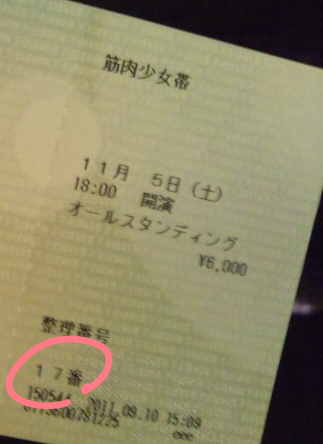 筋肉少女帯
11月 5日(土)
18:00 開演
オールスタンディング
¥6,000
整理番号
17番
2011.09.10 15:09